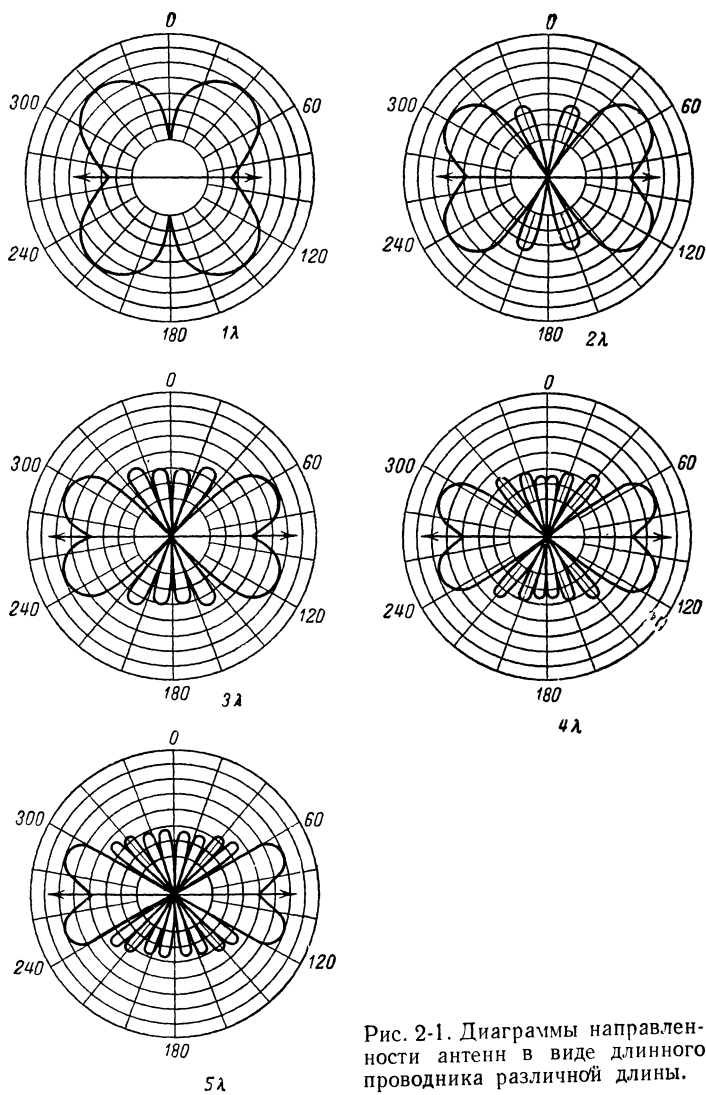 0
300 60
240 120
180
1λ
0
300 60
240 120
180
2λ
0
300 60
240 120
180
3λ
0
300 60
240 120
180
4λ
0
300 60
240 120
180
5λ
Рис. 2-1. Диаграммы направлен-
ности антенн в виде длинного
проводника различной длины.